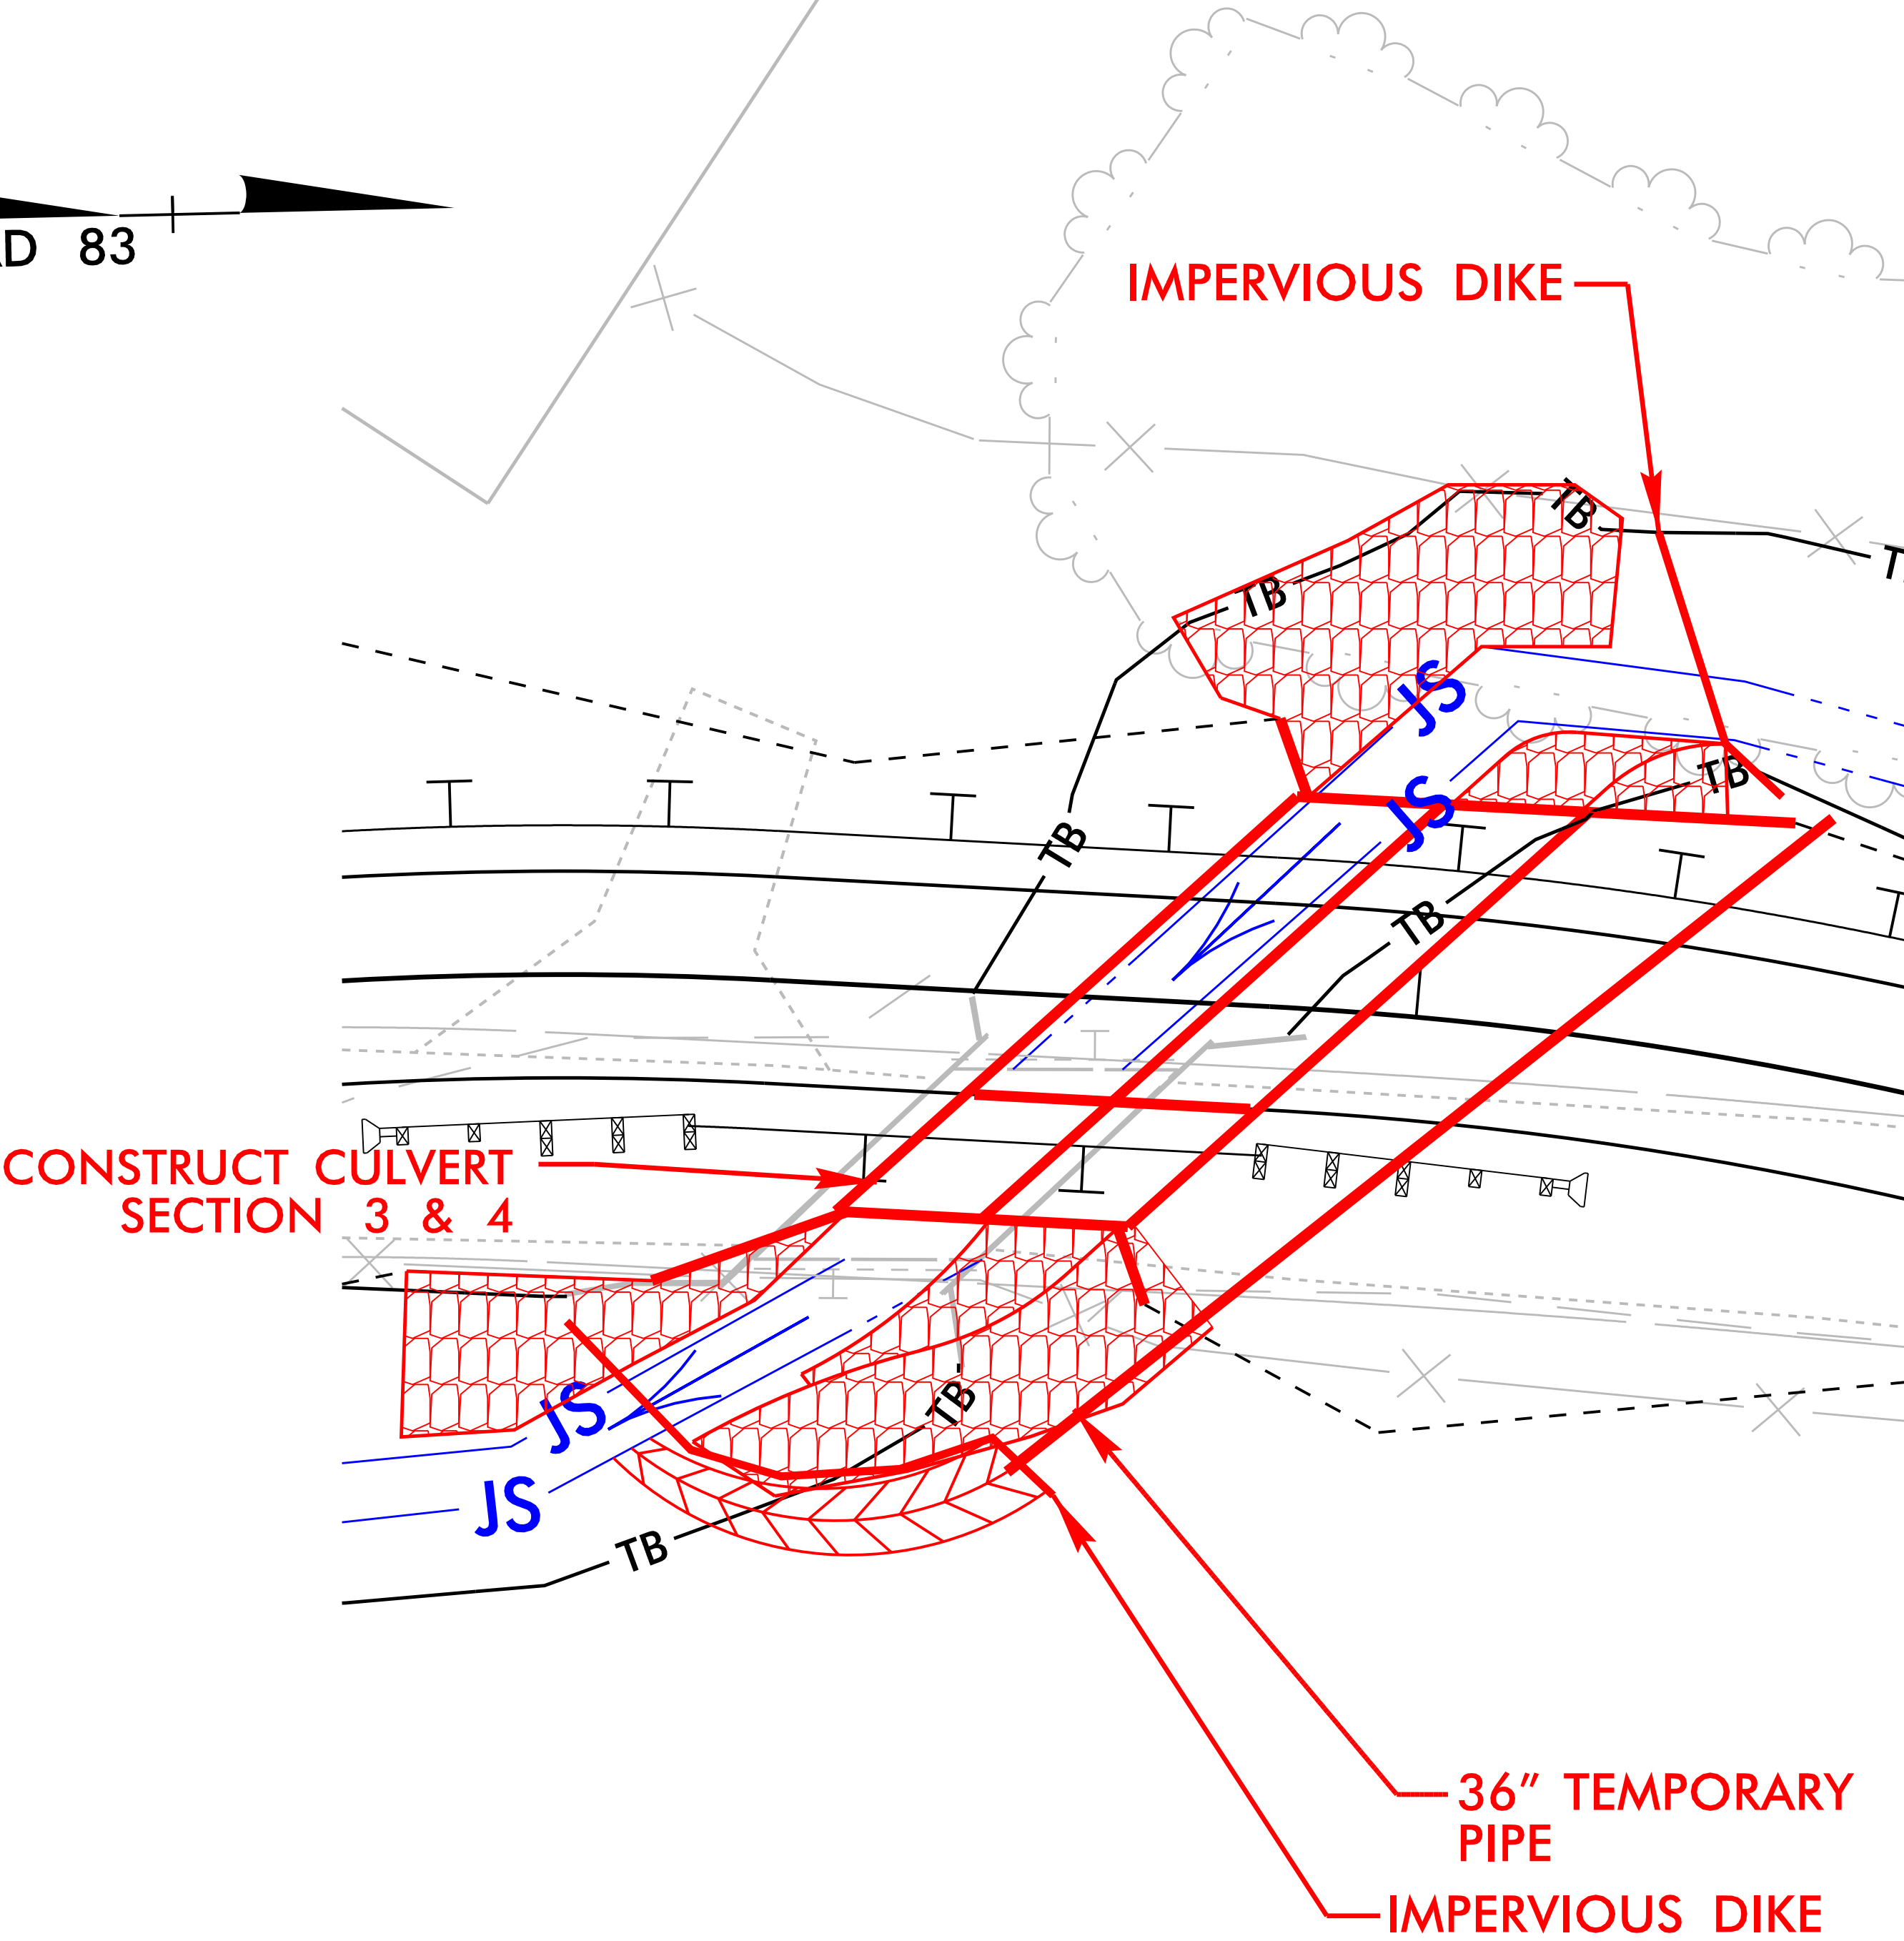 D 83
IMPERVIOUS DIKE
TB
TB
JS
TB
JS
TB
TB
CONSTRUCT CULVERT
SECTION 3 & 4
JS
TB
JS
TB
36" TEMPORARY
PIPE
IMPERVIOUS DIKE